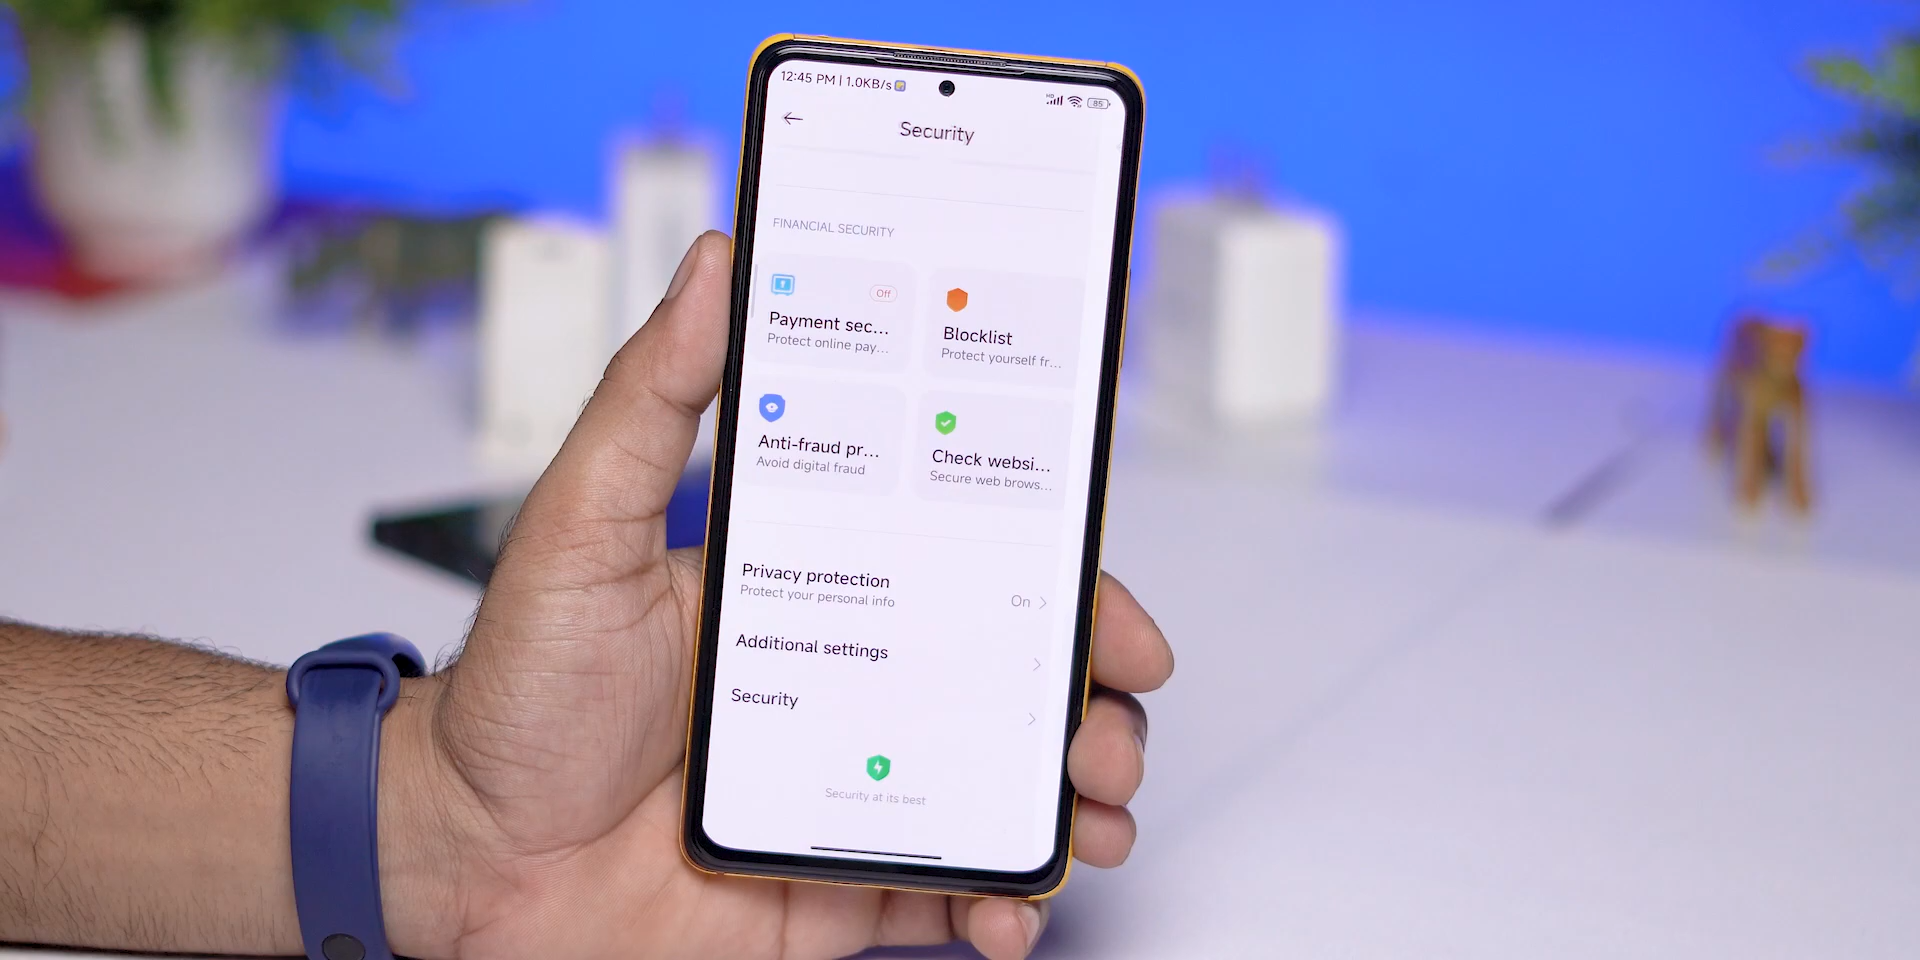 12:45 PM | 1.0KB/s
HD
85
Security
FINANCIAL SECURITY
Off
Payment sec...
Protect online pay...
Blocklist
Protect yourself fr...
Anti-fraud pr...
Avoid digital fraud
Check websi...
Secure web brows...
Privacy protection
Protect your personal info
On
Additional settings
Security
Security at its best